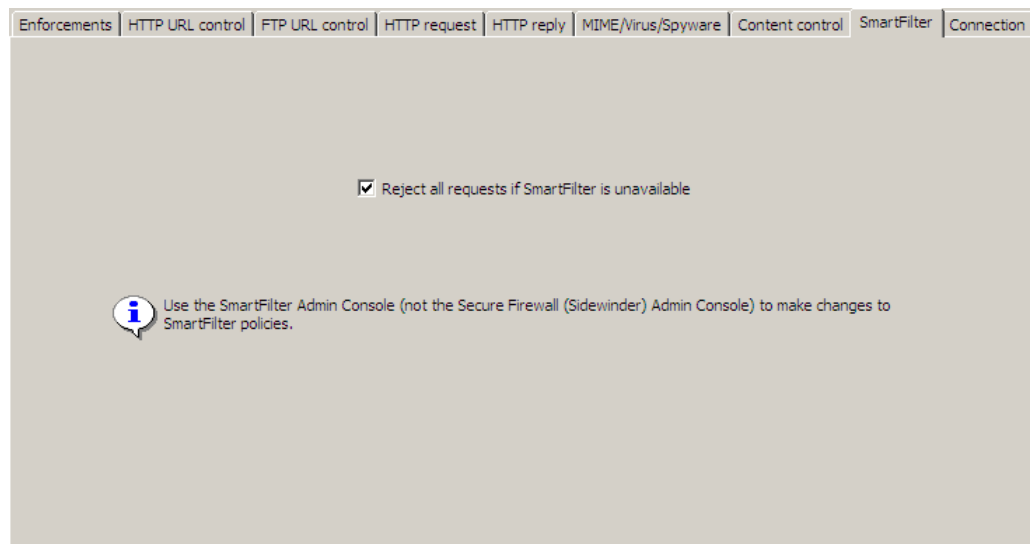 Enforcements HTTP URL control FTP URL control HTTP request HTTP reply MIME/Virus/Spyware Content control SmartFilter Connection
Reject all requests if SmartFilter is unavailable
Use the SmartFilter Admin Console (not the Secure Firewall (Sidewinder) Admin Console) to make changes to
SmartFilter policies.